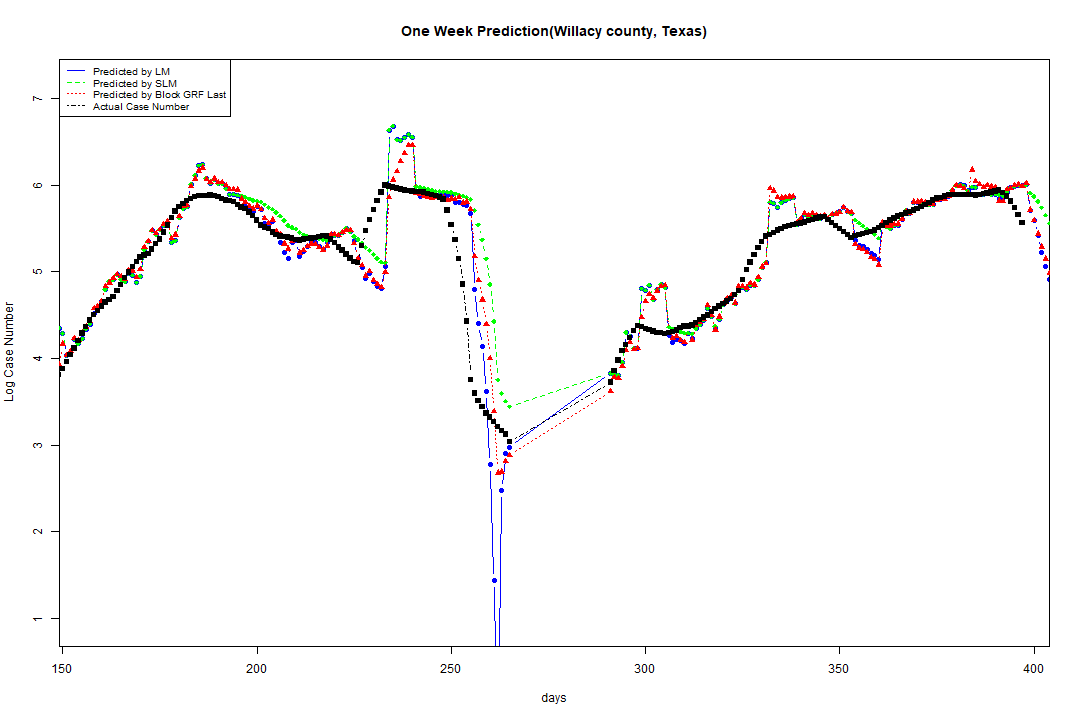 One Week Prediction(Willacy county, Texas)
Predicted by LM
Predicted by SLM
Predicted by Block GRF Last
Actual Case Number
7
6
5
4
3
2
1
Log Case Number
150 200 250 300 350 400
days